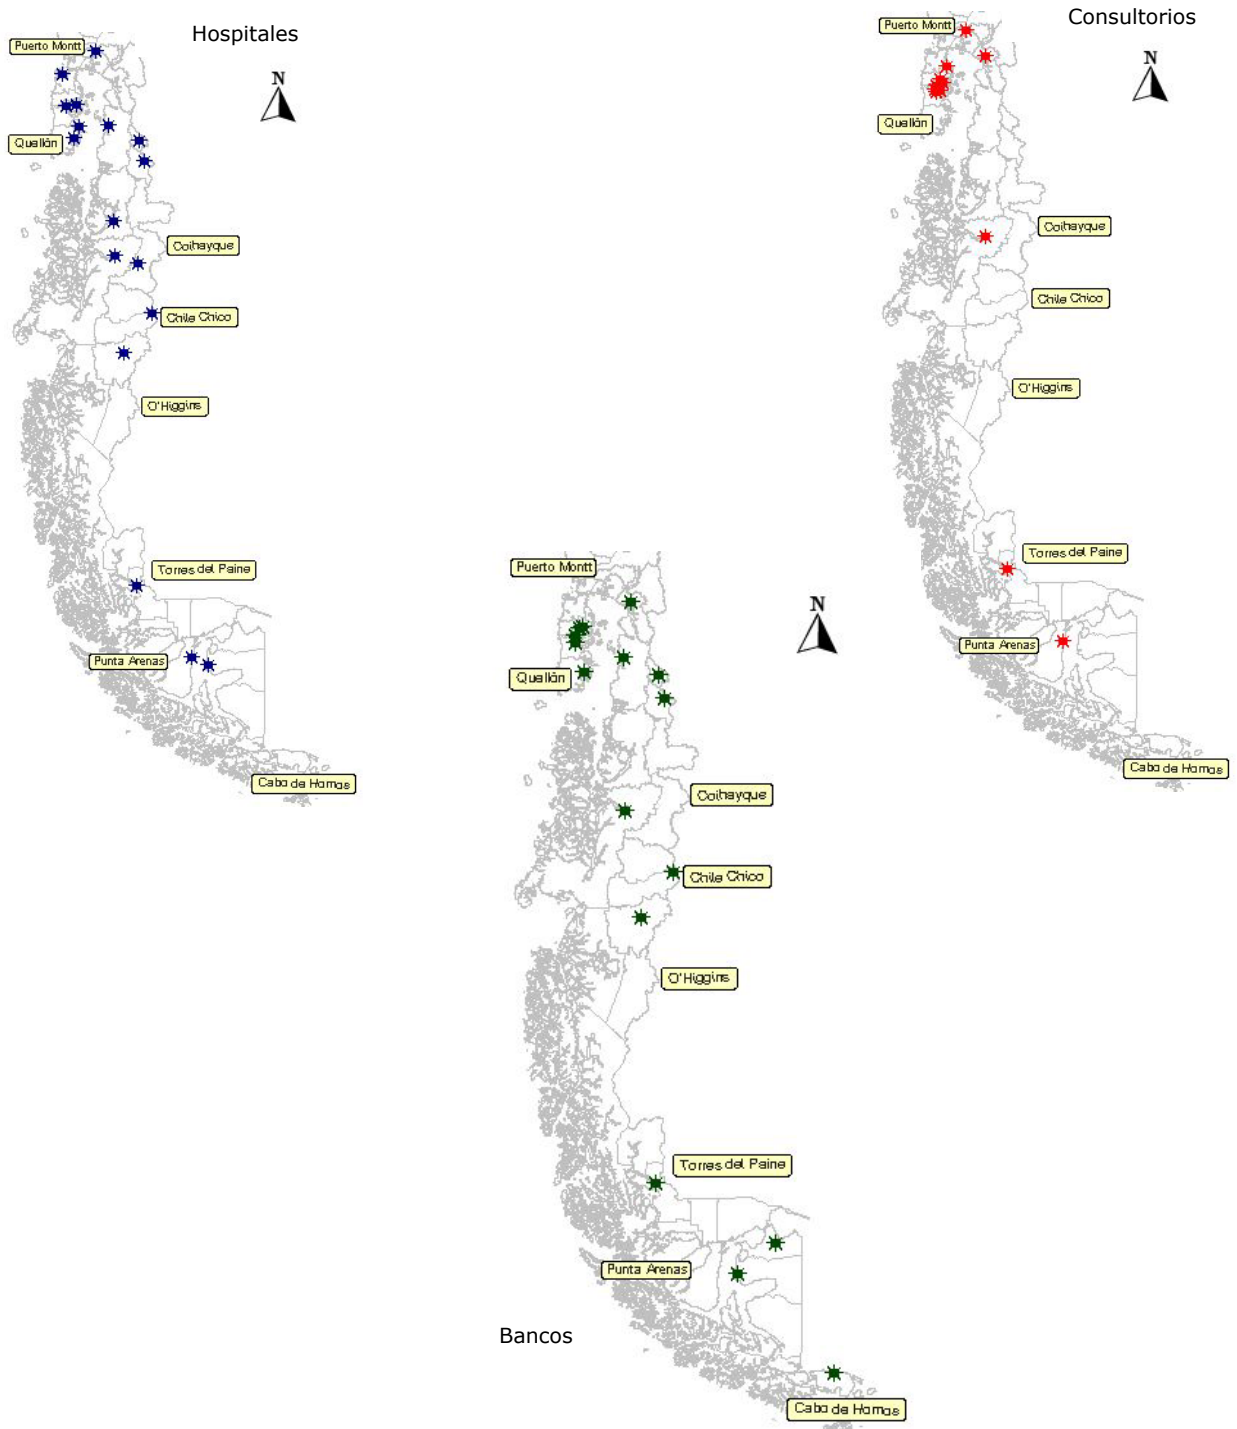 Hospitales
N
Puerto Montt
Quellón
Coihayque
Chile Chico
O'Higgins
Torres del Paine
Punta Arenas
Cabo de Hornos
Consultorios
N
Puerto Montt
Quellón
Coihayque
Chile Chico
O'Higgins
Torres del Paine
Punta Arenas
Cabo de Hornos
N
Puerto Montt
Quellón
Coihayque
Chile Chico
O'Higgins
Torres del Paine
Punta Arenas
Bancos
Cabo de Hornos